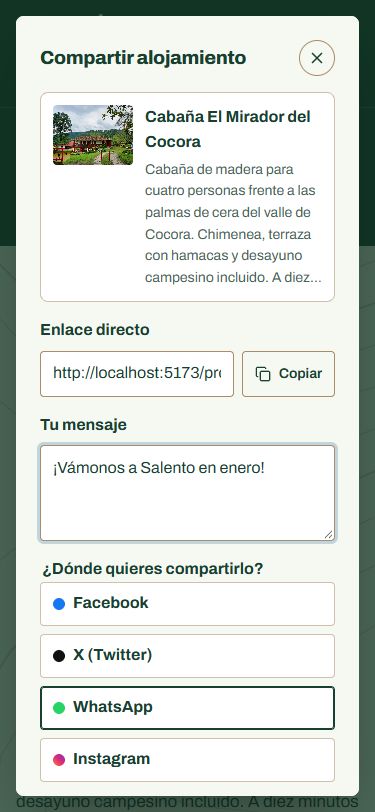 Compartir alojamiento
Cabaña El Mirador del
Cocora
Cabaña de madera para
cuatro personas frente a las
palmas de cera del valle de
Cocora. Chimenea, terraza
con hamacas y desayuno
campesino incluido. A diez...
Enlace directo
http://localhost:5173/pro
Copiar
Tu mensaje
¡Vámonos a Salento en enero!
¿Dónde quieres compartirlo?
Facebook
X (Twitter)
WhatsApp
Instagram
desayuno campesino incluido. A diez minutos